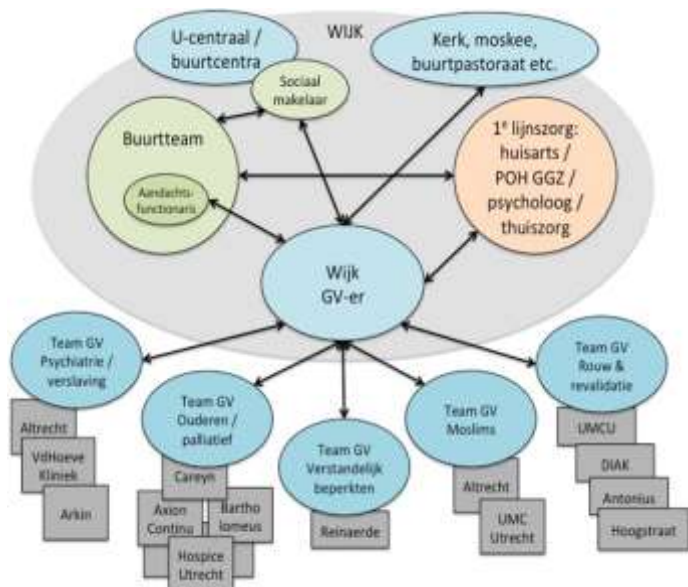 U-centraal /
buurtcentra
WIJK
Kerk, moskee,
buurtpastoraat etc.
Sociaal
makelaar
Buurtteam
Aandachts-
functionaris
1e lijnszorg:
huisarts /
POH GGZ /
psycholoog /
thuiszorg
Wijk
GV-er
Team GV
Psychiatrie /
verslaving
Team GV
Ouderen /
palliatief
Team GV
Verstandelijk
beperkten
Team GV
Moslims
Team GV
Rouw &
revalidatie
Altrecht
VdHoeve
Kliniek
Arkin
Careyn
Axion
Continu
Bartho
lomeus
Hospice
Utrecht
Reinaerde
Altrecht
UMC
Utrecht
UMCU
DIAK
Antonius
Hoogstraat